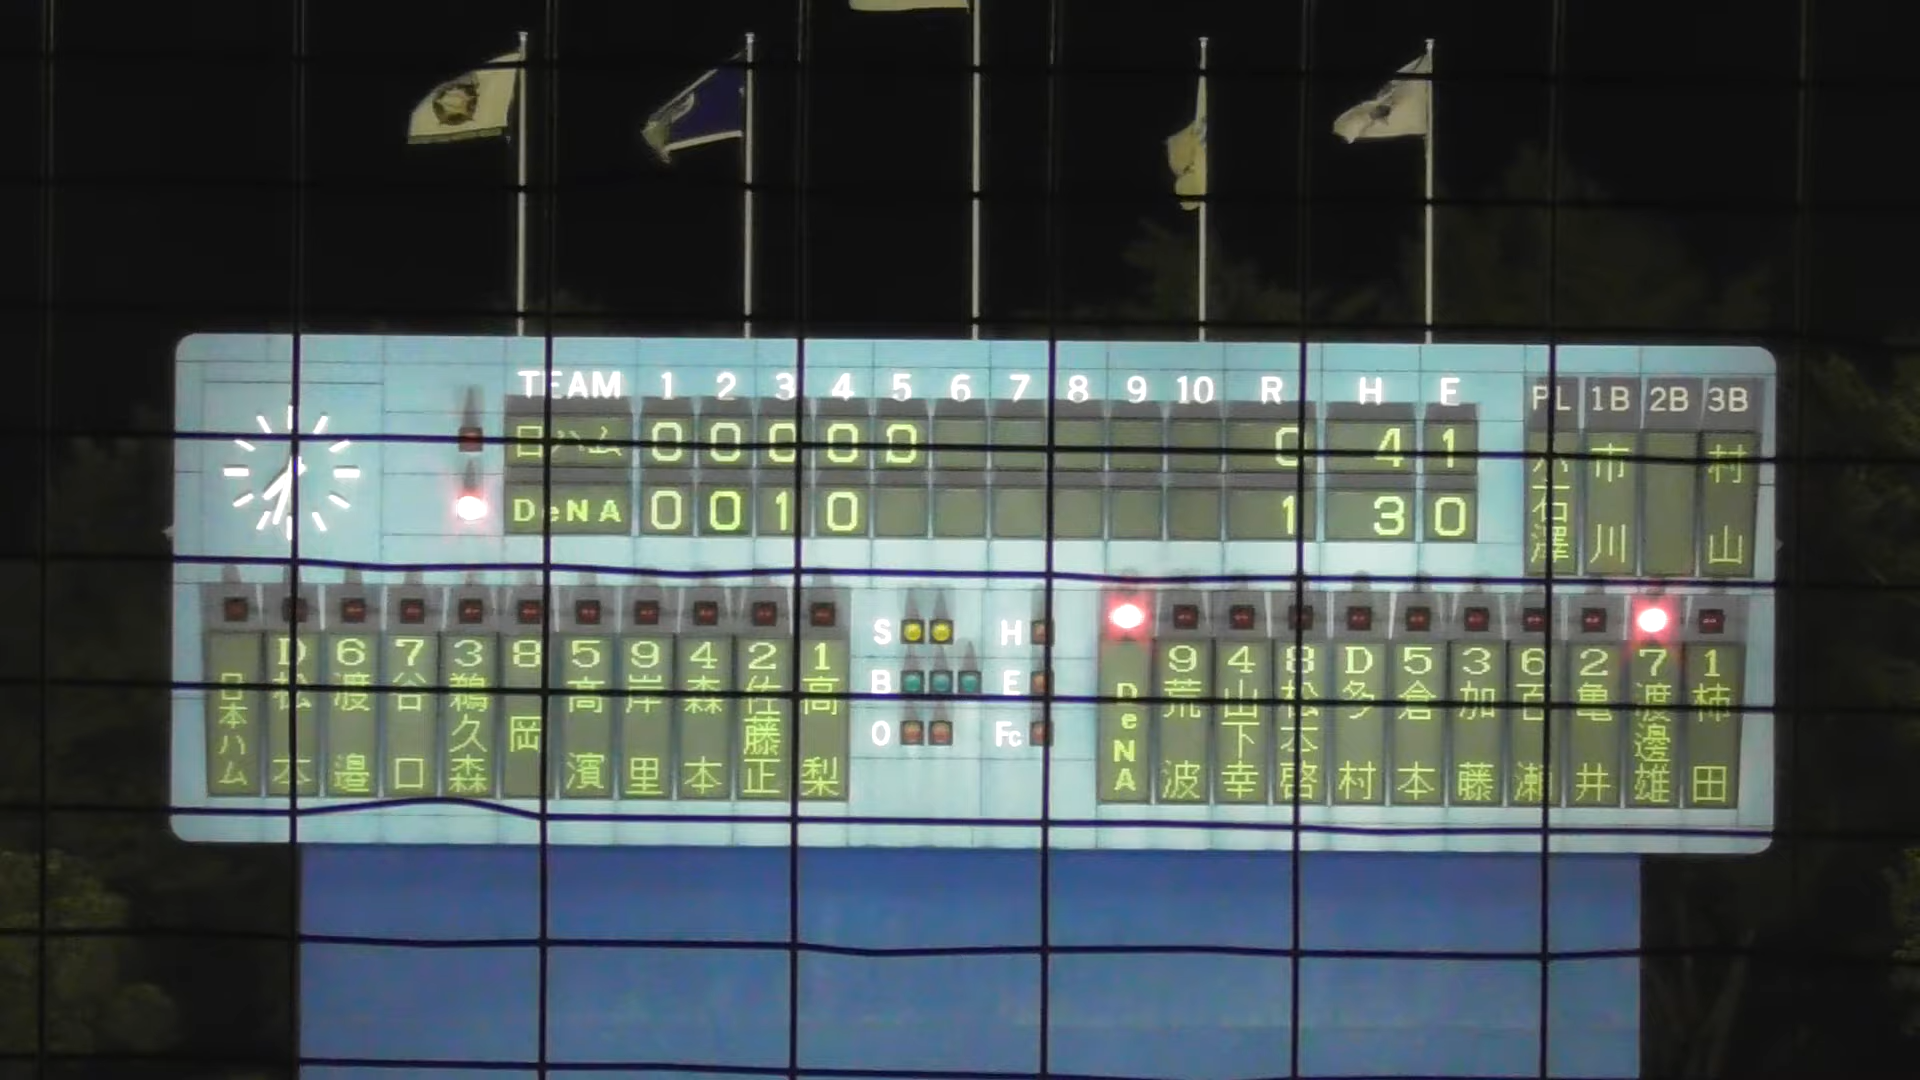 TEAM 1 2 3 4 5 6 7 8 9 10 R H E
日ハム 0 0 0 0 0 0 4 1
DeNA 0 0 1 0 1 3 0
PL 1B 2B 3B
市川
村山
日本ハム
D 松本
6 渡邉
7 谷口
3 鵜久森
8 岡
5 高濱
9 岸里
4 森本
2 佐藤正
1 高梨
S
B
O
H
E
Fc
DeNA
9 荒波
4 山下幸
8 松本啓
D 多村
5 倉本
3 加藤
6 百瀬
2 亀井
7 渡邊雄
1 柿田